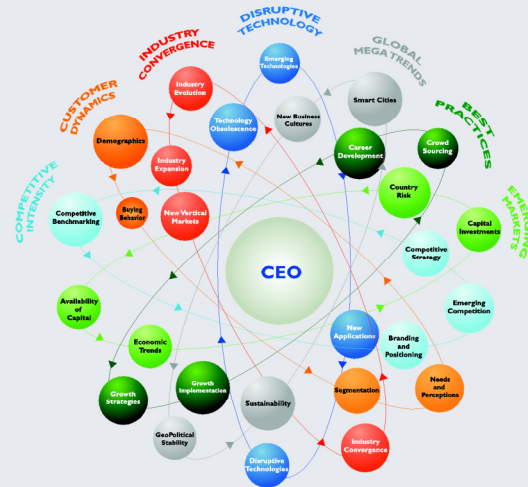 DISRUPTIVE
TECHNOLOGY
INDUSTRY
CONVERGENCE
GLOBAL
MEGA TRENDS
CUSTOMER
DYNAMICS
BEST
PRACTICES
COMPETITIVE
INTENSITY
EMERGING
MARKETS
Emerging
Technologies
Industry
Evolution
Smart Cities
New Business
Cultures
Technology
Obsolescence
Demographics
Career
Development
Crowd
Sourcing
Industry
Expansion
Country
Risk
Competitive
Benchmarking
Buying
Behavior
New Vertical
Markets
Capital
Investments
Competitive
Strategy
CEO
Availability
of
Capital
Emerging
Competition
New
Applications
Economic
Trends
Branding and
Positioning
Growth
Strategies
Growth
Implementation
Sustainability
Segmentation
Needs
and
Perceptions
GeoPolitical
Stability
Industry
Convergence
Disruptive
Technologies